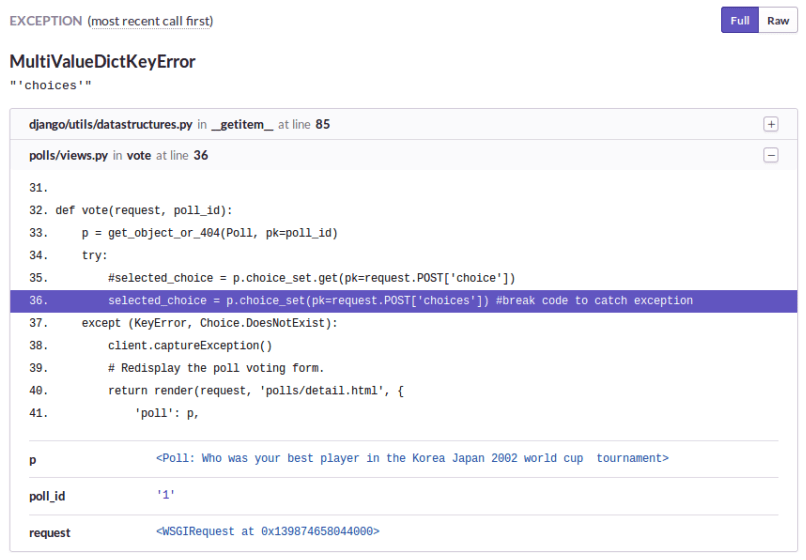 EXCEPTION (most recent call first)
Full Raw
MultiValueDictKeyError
"'choices'"
django/utils/datastructures.py in __getitem__ at line 85
polls/views.py in vote at line 36
31.
32. def vote(request, poll_id):
33.     p = get_object_or_404(Poll, pk=poll_id)
34.     try:
35.         #selected_choice = p.choice_set.get(pk=request.POST['choice'])
36.         selected_choice = p.choice_set(pk=request.POST['choices']) #break code to catch exception
37.     except (KeyError, Choice.DoesNotExist):
38.         client.captureException()
39.         # Redisplay the poll voting form.
40.         return render(request, 'polls/detail.html', {
41.             'poll': p,
p <Poll: Who was your best player in the Korea Japan 2002 world cup  tournament>
poll_id '1'
request <WSGIRequest at 0x139874658044000>